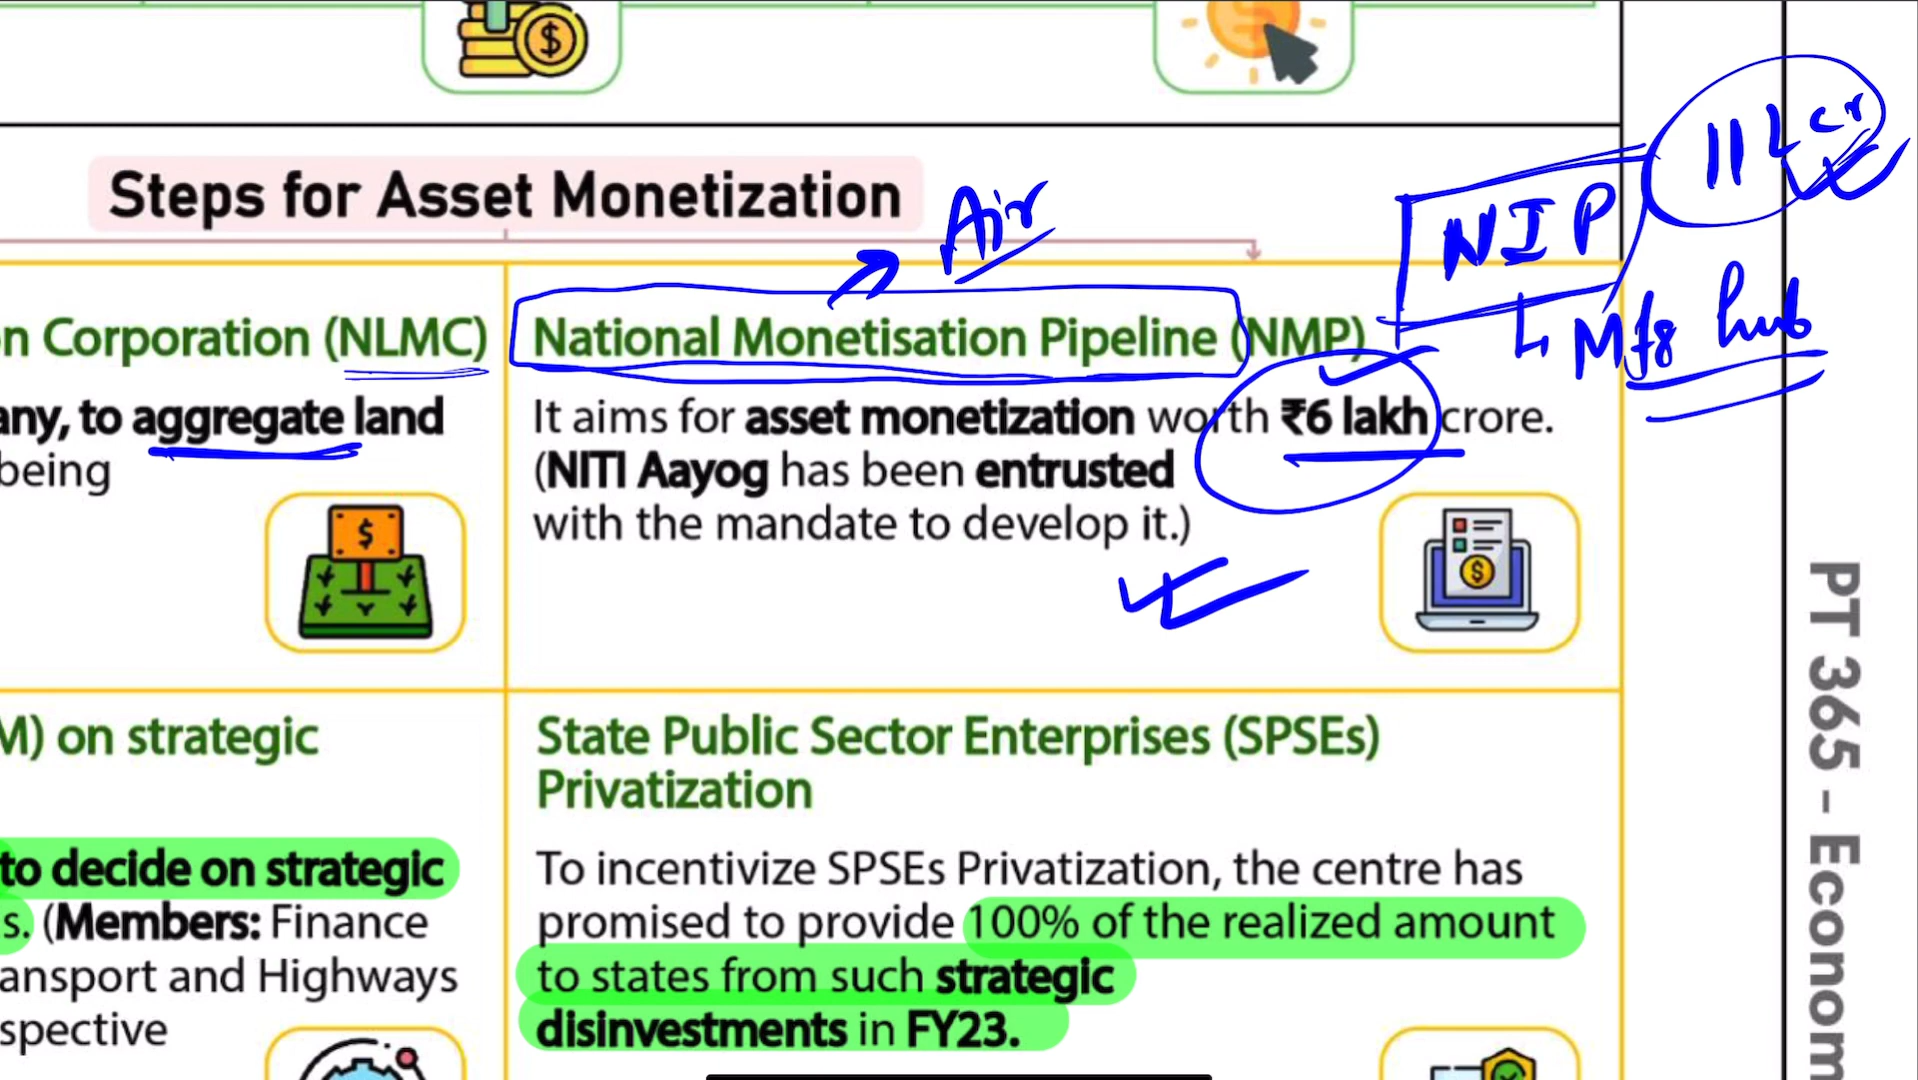 Steps for Asset Monetization
Air
NIP
11 L Cr
Mfg hub
n Corporation (NLMC)
any, to aggregate land
being
National Monetisation Pipeline (NMP)
It aims for asset monetization worth ₹6 lakh crore.
(NITI Aayog has been entrusted
with the mandate to develop it.)
M) on strategic
to decide on strategic
s. (Members: Finance
ansport and Highways
spective
State Public Sector Enterprises (SPSEs)
Privatization
To incentivize SPSEs Privatization, the centre has
promised to provide 100% of the realized amount
to states from such strategic
disinvestments in FY23.
PT 365 - Econom